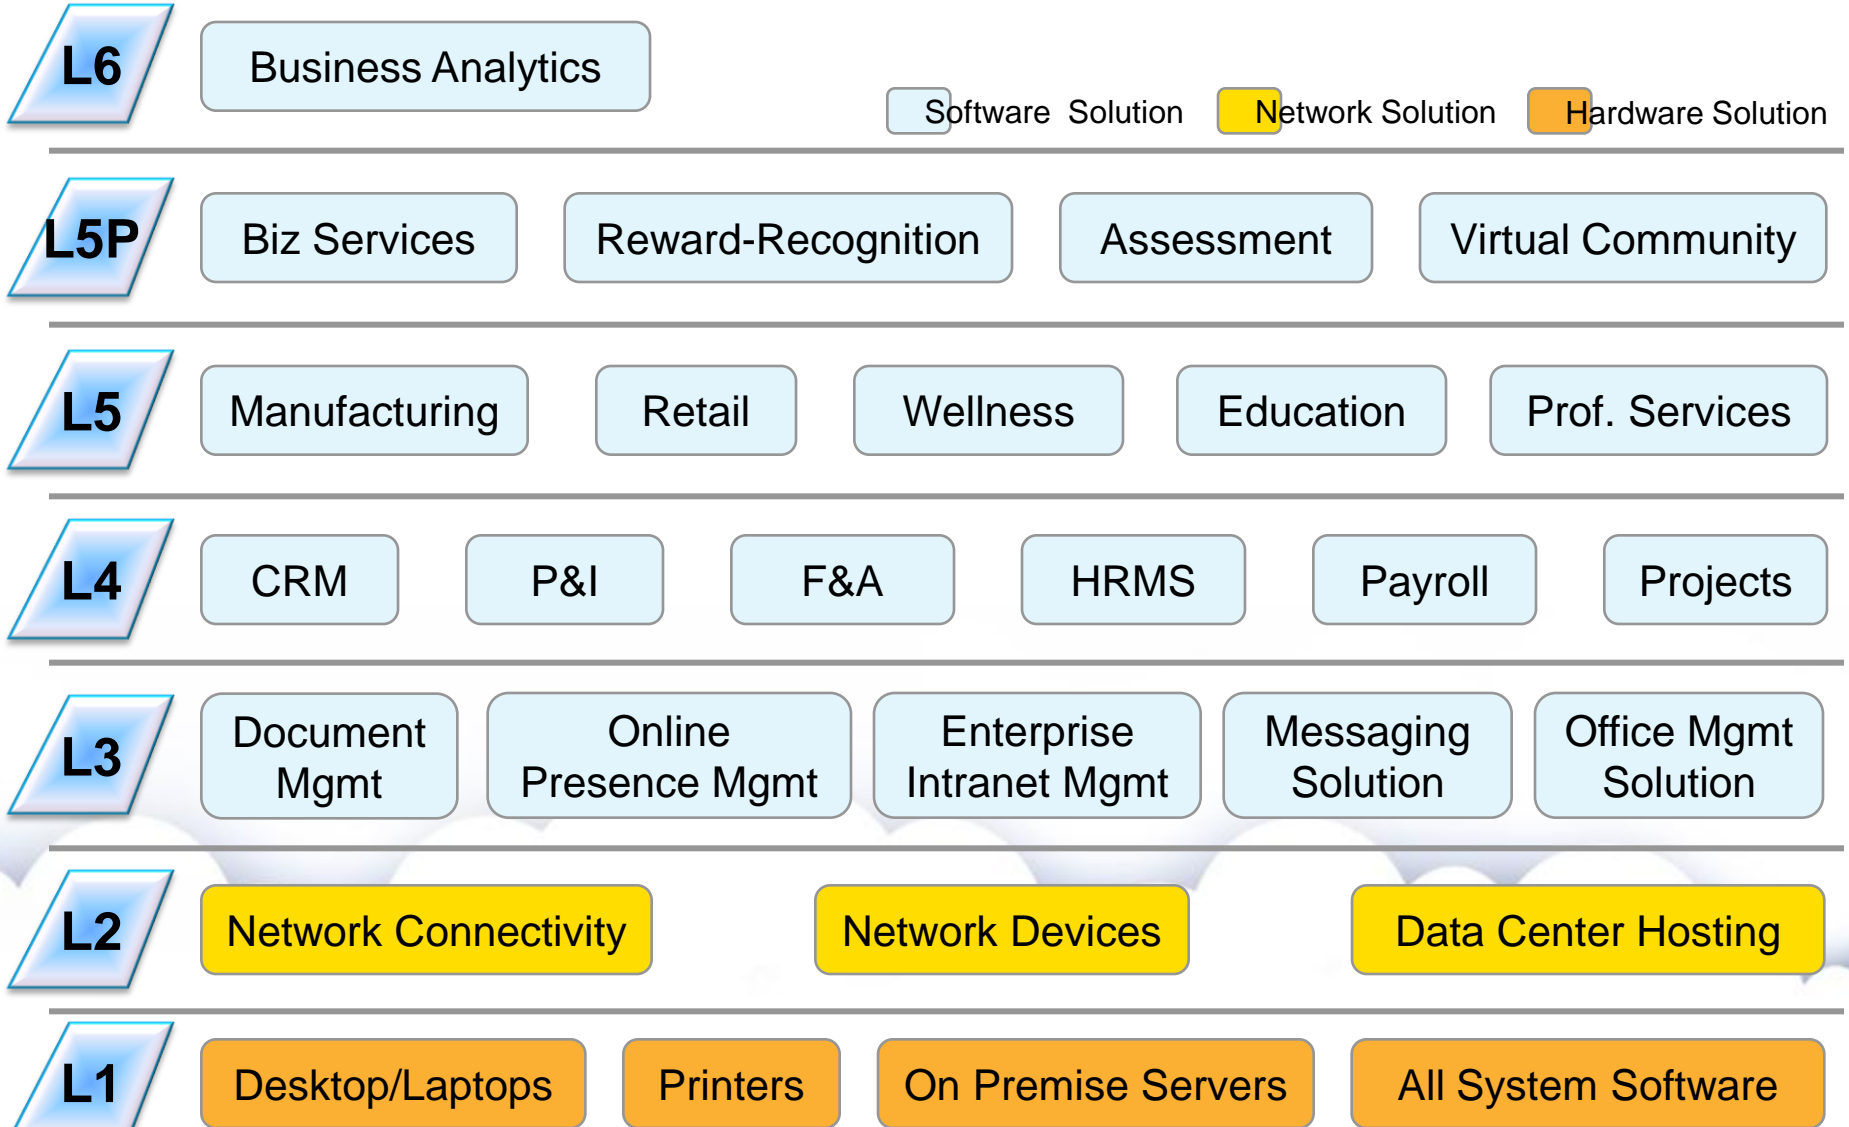 L6
Business Analytics
Software Solution
Network Solution
Hardware Solution
L5P
Biz Services
Reward-Recognition
Assessment
Virtual Community
L5
Manufacturing
Retail
Wellness
Education
Prof. Services
L4
CRM
P&I
F&A
HRMS
Payroll
Projects
L3
Document
Mgmt
Online
Presence Mgmt
Enterprise
Intranet Mgmt
Messaging
Solution
Office Mgmt
Solution
L2
Network Connectivity
Network Devices
Data Center Hosting
L1
Desktop/Laptops
Printers
On Premise Servers
All System Software